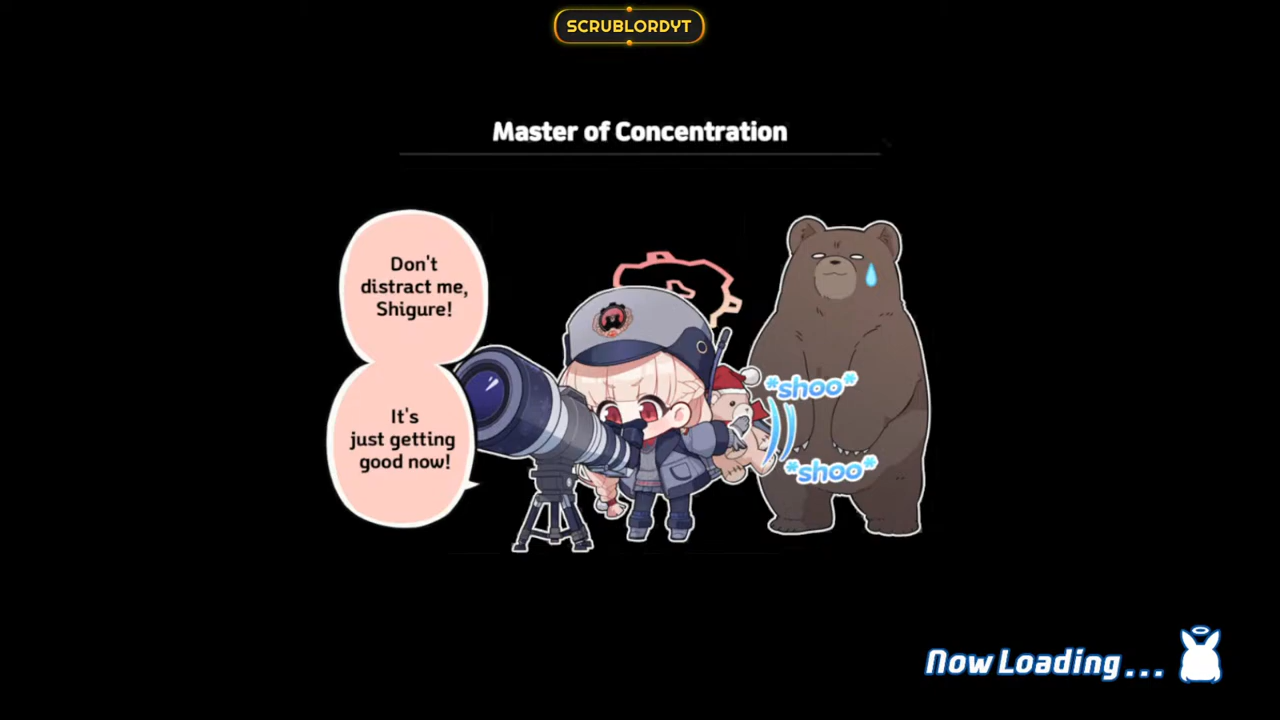 SCRUBLORDYT
Master of Concentration
Don't
distract me,
Shigure!
It's
just getting
good now!
*shoo*
*shoo*
Now Loading...